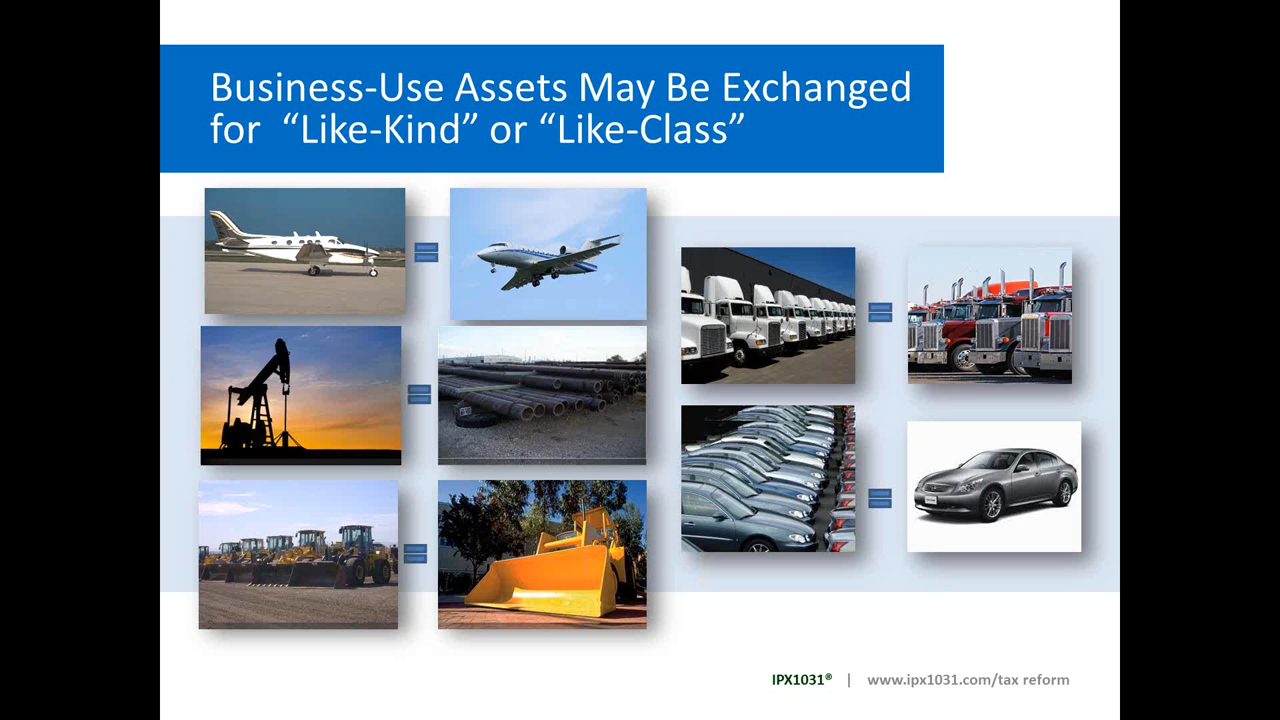 Business-Use Assets May Be Exchanged
for “Like-Kind” or “Like-Class”
IPX1031® | www.ipx1031.com/tax reform